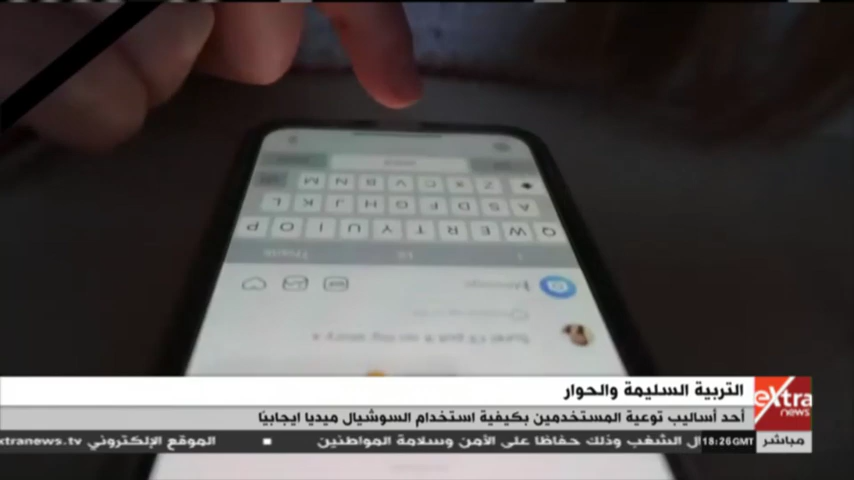 Q W E R T Y U I O P
A S D F G H J K L
Z X C V B N M
التربية السليمة والحوار
أحد أساليب توعية المستخدمين بكيفية استخدام السوشيال ميديا ايجابيًا
eXtra news
ال الشغب وذلك حفاظا على الأمن وسلامة المواطنين ■ الموقع الإلكتروني xtranews.tv
18:26GMT
مباشر